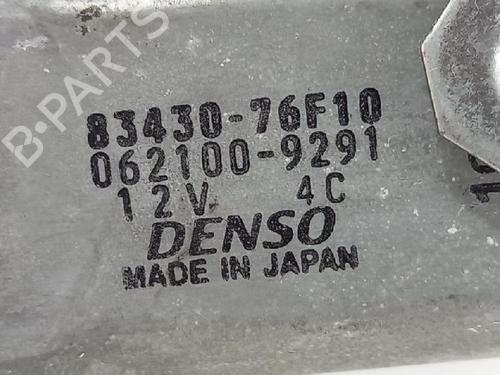 83430-76F10
062100-9291
12V 4C
DENSO
MADE IN JAPAN
B-PARTS